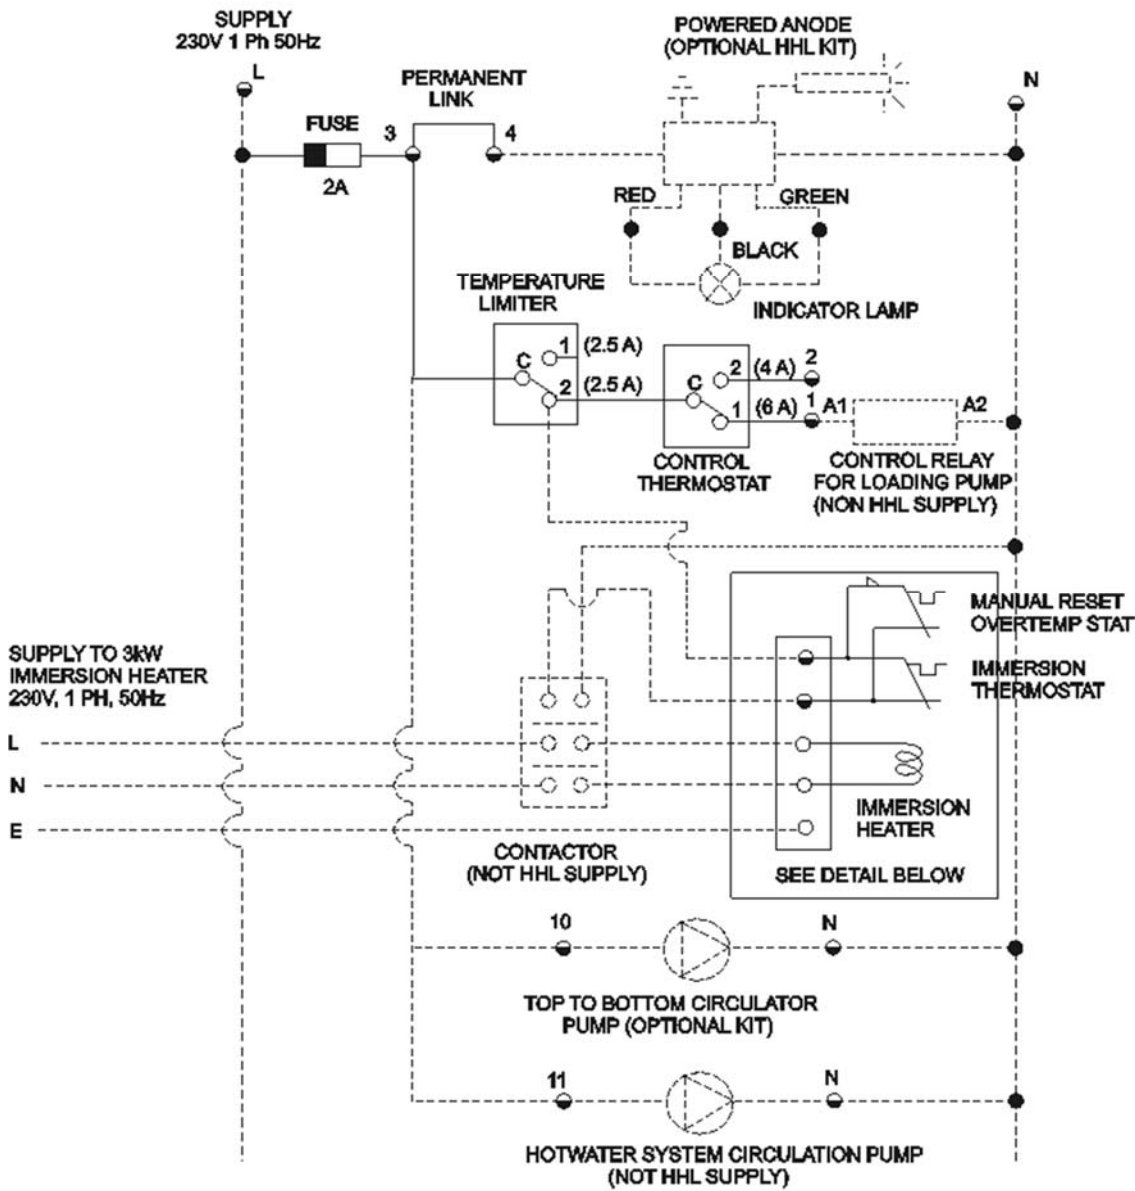 SUPPLY
230V 1 Ph 50Hz
L
POWERED ANODE
(OPTIONAL HHL KIT)
N
PERMANENT
LINK
FUSE
3
4
2A
RED
GREEN
BLACK
INDICATOR LAMP
TEMPERATURE
LIMITER
C
1
(2.5 A)
2
(2.5 A)
C
2
(4 A)
2
1
(6 A)
1
A1
A2
CONTROL
THERMOSTAT
CONTROL RELAY
FOR LOADING PUMP
(NON HHL SUPPLY)
MANUAL RESET
OVERTEMP STAT
IMMERSION
THERMOSTAT
SUPPLY TO 3kW
IMMERSION HEATER
230V, 1 PH, 50Hz
L
N
E
IMMERSION
HEATER
CONTACTOR
(NOT HHL SUPPLY)
SEE DETAIL BELOW
10
N
TOP TO BOTTOM CIRCULATOR
PUMP (OPTIONAL KIT)
11
N
HOTWATER SYSTEM CIRCULATION PUMP
(NOT HHL SUPPLY)